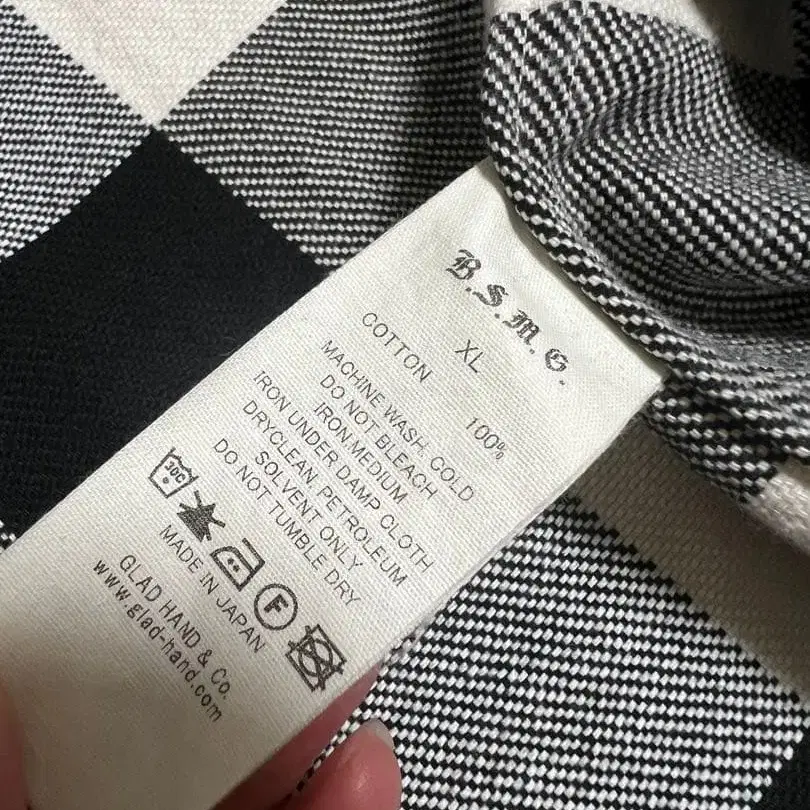 B.S.M.G.
XL
COTTON 100%
MACHINE WASH, COLD
DO NOT BLEACH
IRON MEDIUM
IRON UNDER DAMP CLOTH
DRYCLEAN, PETROLEUM
SOLVENT ONLY
DO NOT TUMBLE DRY
30C F
MADE IN JAPAN
GLAD HAND & Co.
www.glad-hand.com